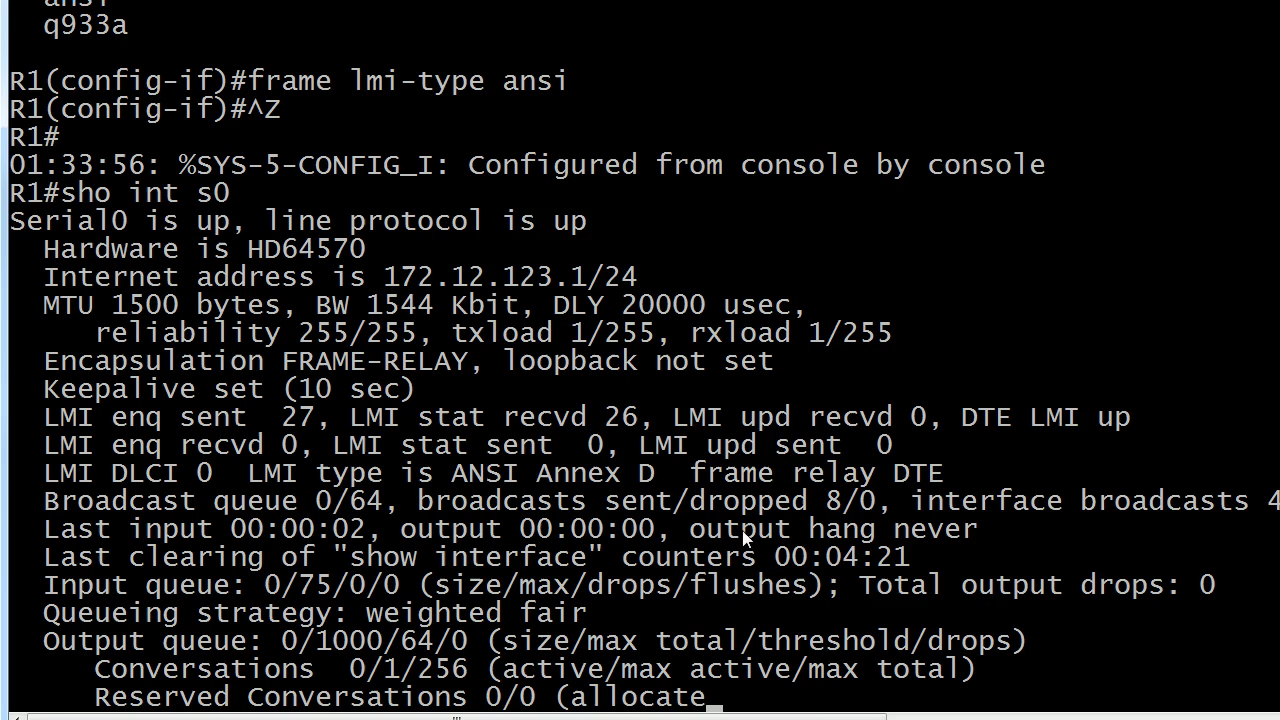 ansi
q933a
R1(config-if)#frame lmi-type ansi
R1(config-if)#^Z
R1#
01:33:56: %SYS-5-CONFIG_I: Configured from console by console
R1#sho int s0
Serial0 is up, line protocol is up
Hardware is HD64570
Internet address is 172.12.123.1/24
MTU 1500 bytes, BW 1544 Kbit, DLY 20000 usec,
reliability 255/255, txload 1/255, rxload 1/255
Encapsulation FRAME-RELAY, loopback not set
Keepalive set (10 sec)
LMI enq sent  27, LMI stat recvd 26, LMI upd recvd 0, DTE LMI up
LMI enq recvd 0, LMI stat sent  0, LMI upd sent  0
LMI DLCI 0  LMI type is ANSI Annex D  frame relay DTE
Broadcast queue 0/64, broadcasts sent/dropped 8/0, interface broadcasts 4
Last input 00:00:02, output 00:00:00, output hang never
Last clearing of "show interface" counters 00:04:21
Input queue: 0/75/0/0 (size/max/drops/flushes); Total output drops: 0
Queueing strategy: weighted fair
Output queue: 0/1000/64/0 (size/max total/threshold/drops)
Conversations  0/1/256 (active/max active/max total)
Reserved Conversations 0/0 (allocate